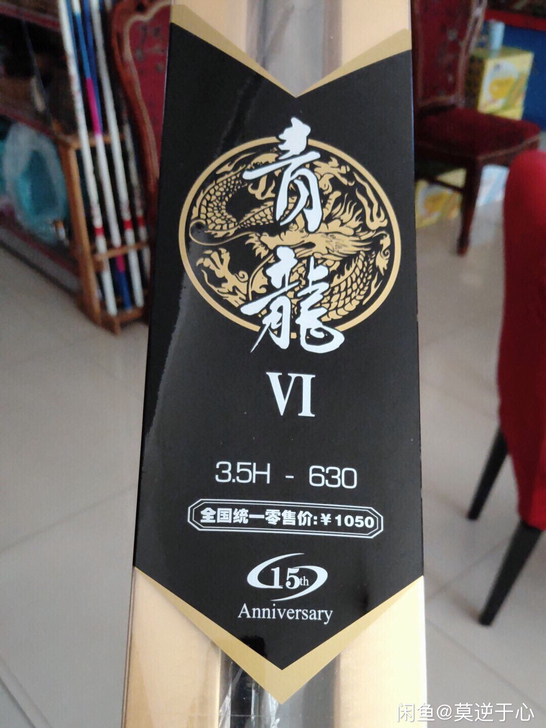 青
龍
VI
3.5H - 630
全国统一零售价:¥1050
15th
Anniversary
闲鱼@莫逆于心